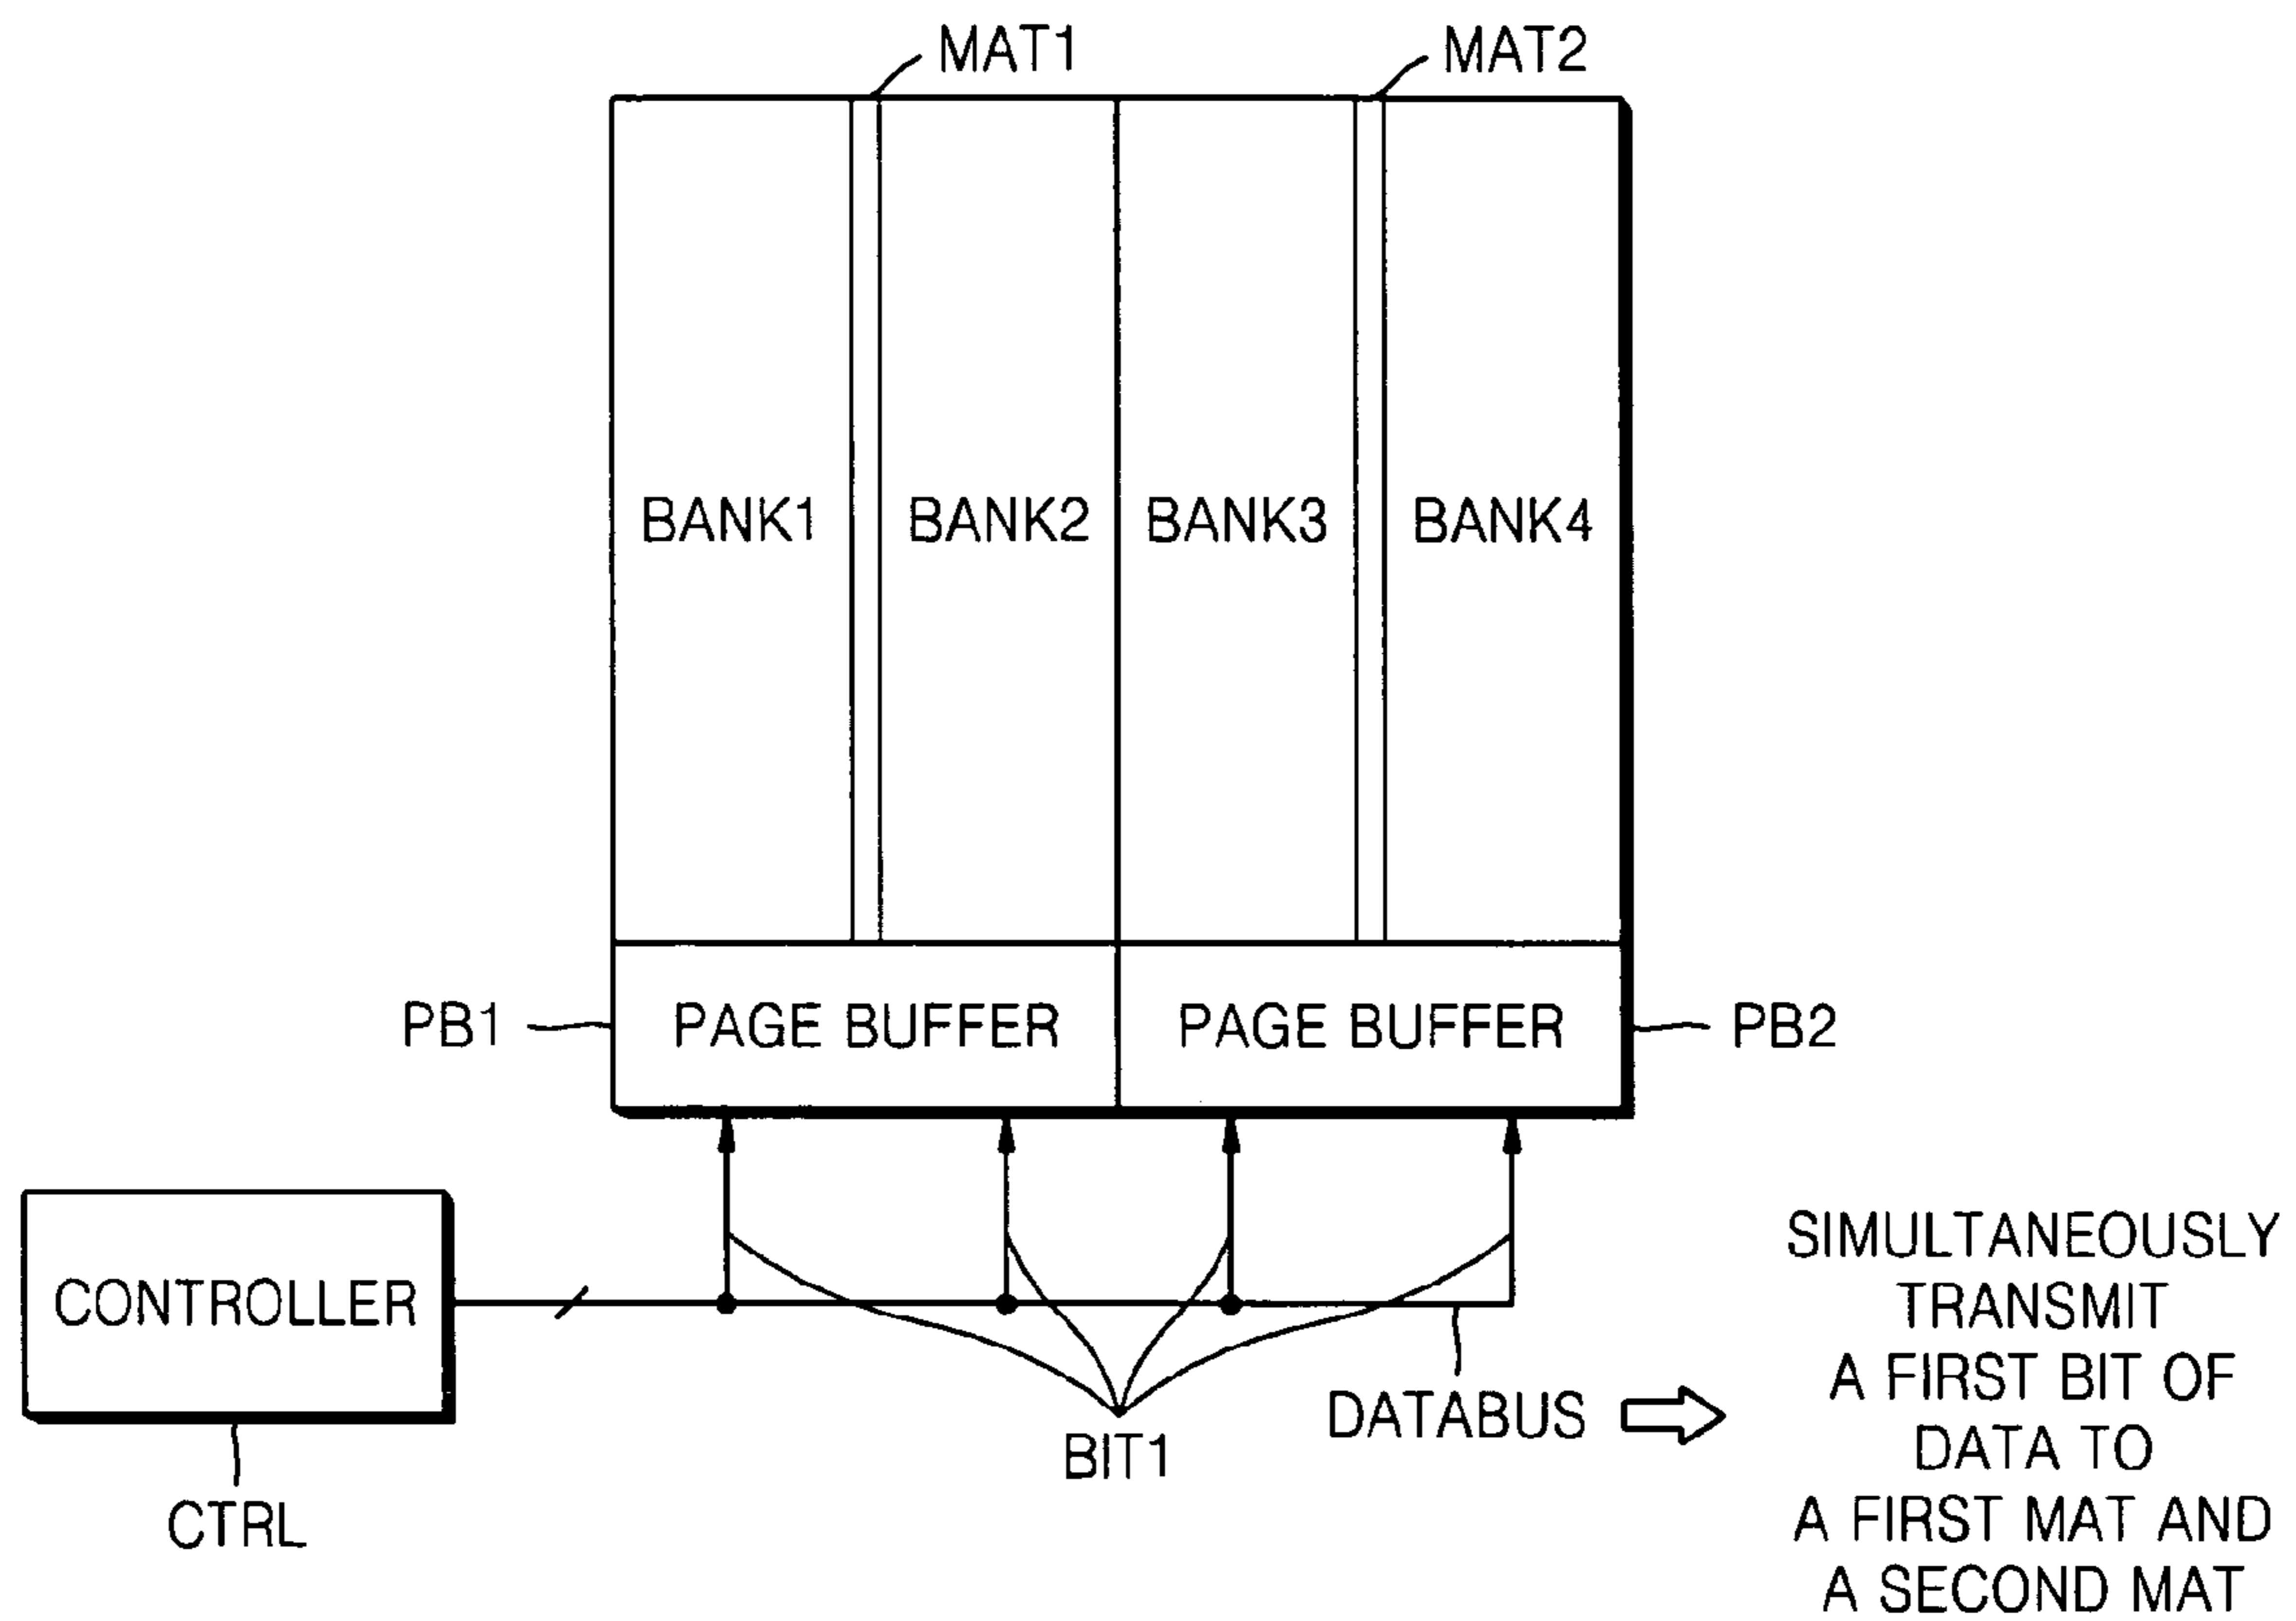 MAT1
MAT2
BANK1
BANK2
BANK3
BANK4
PB1
PAGE BUFFER
PAGE BUFFER
PB2
CONTROLLER
CTRL
BIT1
DATABUS
SIMULTANEOUSLY
TRANSMIT
A FIRST BIT OF
DATA TO
A FIRST MAT AND
A SECOND MAT